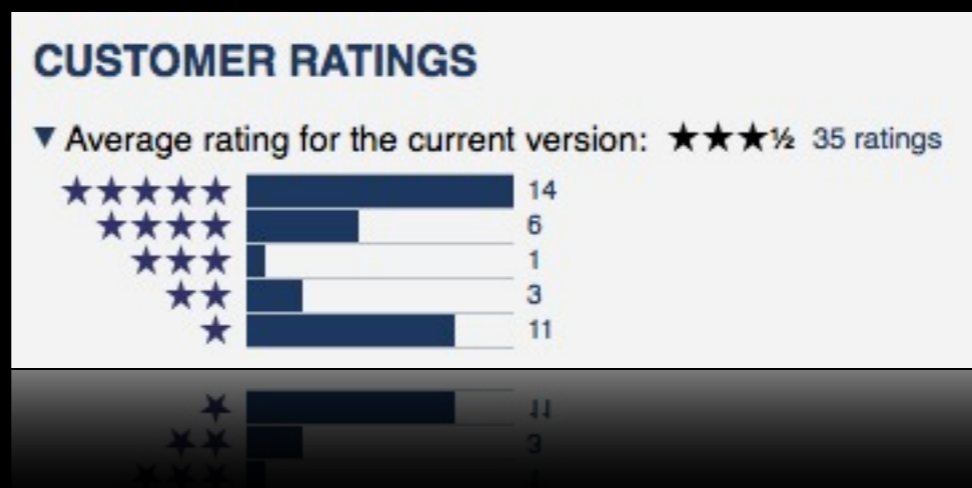 CUSTOMER RATINGS
▼ Average rating for the current version: ★★★½ 35 ratings
★★★★★ 14
★★★★ 6
★★★ 1
★★ 3
★ 11